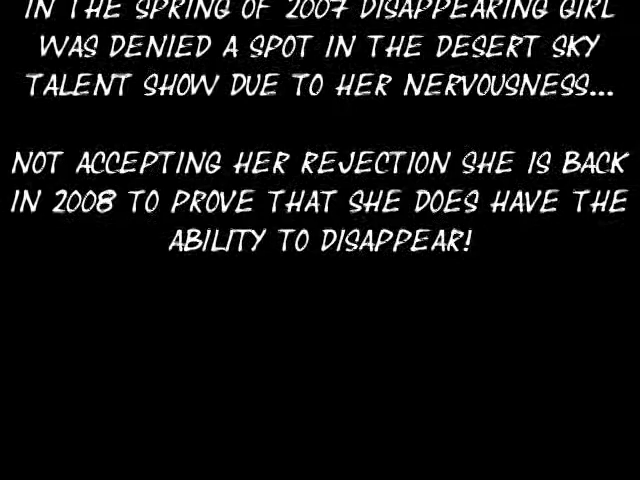 IN THE SPRING OF 2007 DISAPPEARING GIRL
WAS DENIED A SPOT IN THE DESERT SKY
TALENT SHOW DUE TO HER NERVOUSNESS...
NOT ACCEPTING HER REJECTION SHE IS BACK
IN 2008 TO PROVE THAT SHE DOES HAVE THE
ABILITY TO DISAPPEAR!